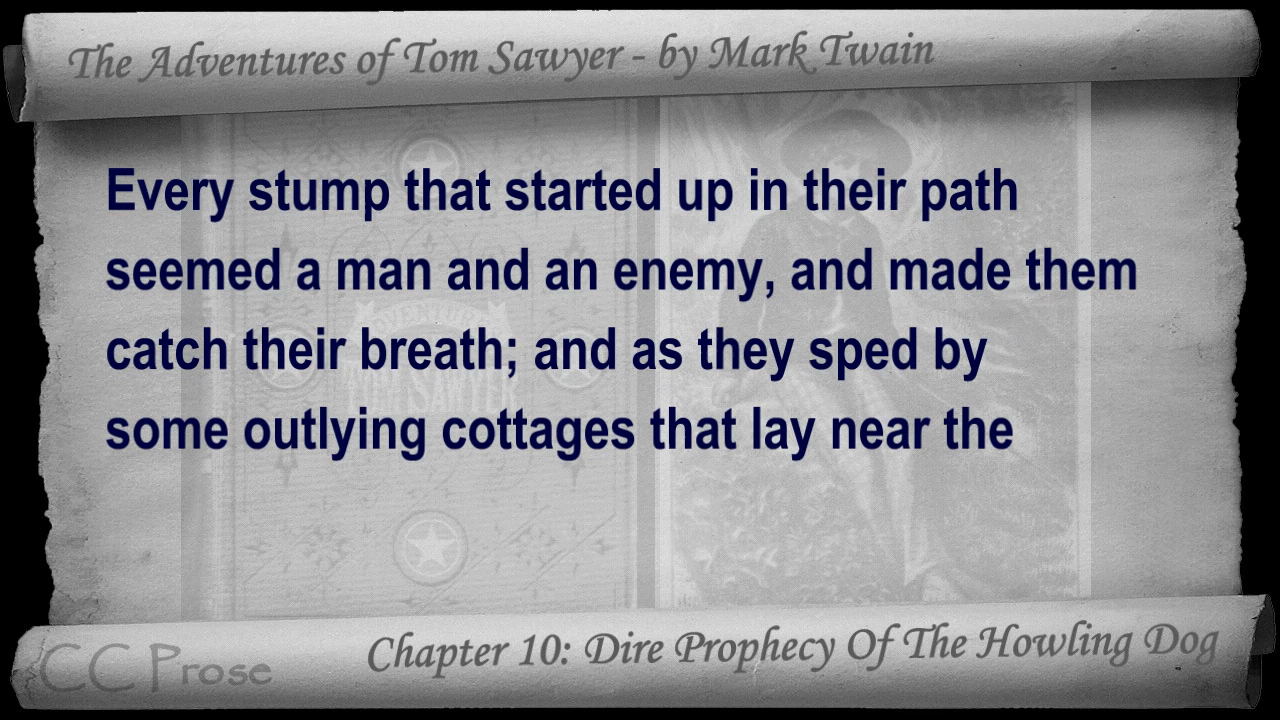 The Adventures of Tom Sawyer - by Mark Twain
Every stump that started up in their path
seemed a man and an enemy, and made them
catch their breath; and as they sped by
some outlying cottages that lay near the
TOM SAWYER
Chapter 10: Dire Prophecy Of The Howling Dog
CC Prose